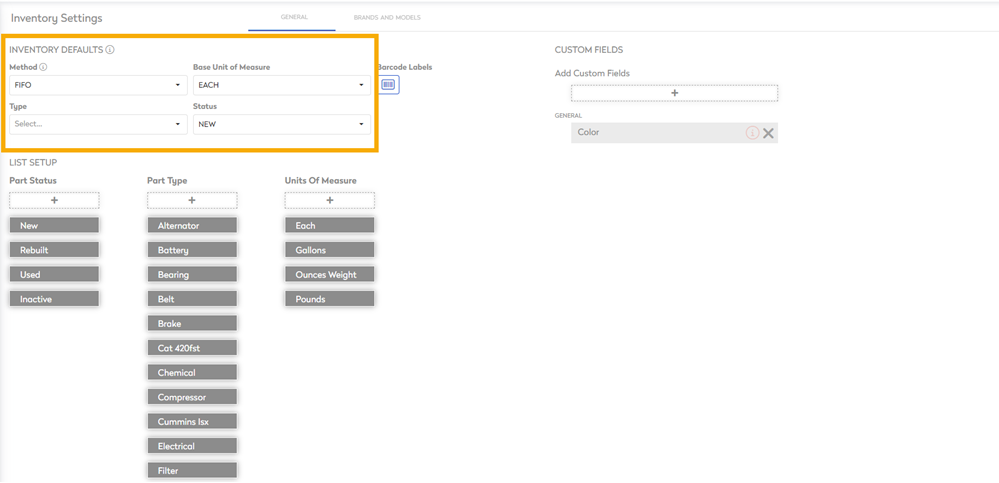 Inventory Settings
GENERAL
BRANDS AND MODELS
INVENTORY DEFAULTS
Method
Base Unit of Measure
Barcode Labels
FIFO
EACH
Type
Status
Select...
NEW
CUSTOM FIELDS
Add Custom Fields
+
GENERAL
Color
LIST SETUP
Part Status
Part Type
Units Of Measure
+
+
+
New
Alternator
Each
Rebuilt
Battery
Gallons
Used
Bearing
Ounces Weight
Inactive
Belt
Pounds
Brake
Cat 420fst
Chemical
Compressor
Cummins Isx
Electrical
Filter